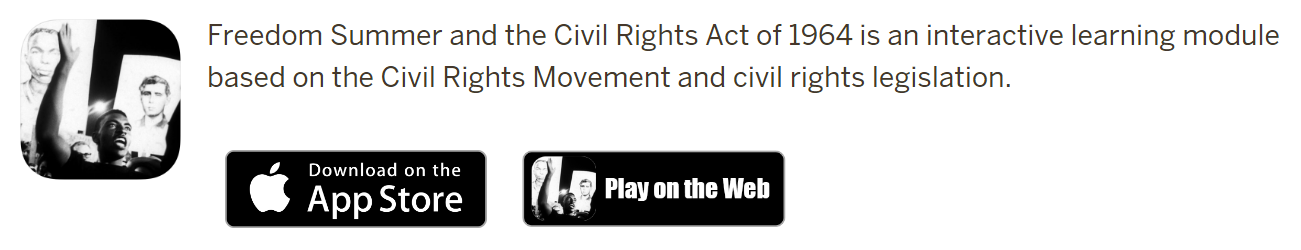 Freedom Summer and the Civil Rights Act of 1964 is an interactive learning module
based on the Civil Rights Movement and civil rights legislation.
Download on the
App Store
Play on the Web